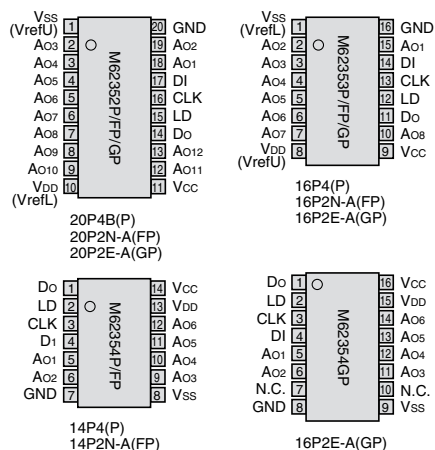 VSS
(VrefU) 1 20 GND
AO3 2 19 AO2
AO4 3 18 AO1
AO5 4 17 DI
AO6 5 16 CLK
AO7 6 15 LD
AO8 7 14 DO
AO9 8 13 AO12
AO10 9 12 AO11
VDD 10 11 VCC
(VrefL)
M62352P/FP/GP
20P4B(P)
20P2N-A(FP)
20P2E-A(GP)
VSS
(VrefL) 1 16 GND
AO2 2 15 AO1
AO3 3 14 DI
AO4 4 13 CLK
AO5 5 12 LD
AO6 6 11 DO
AO7 7 10 AO8
VDD 8 9 VCC
(VrefU)
M62353P/FP/GP
16P4(P)
16P2N-A(FP)
16P2E-A(GP)
DO 1 14 VCC
LD 2 13 VDD
CLK 3 12 AO6
D1 4 11 AO5
AO1 5 10 AO4
AO2 6 9 AO3
GND 7 8 VSS
M62354P/FP
14P4(P)
14P2N-A(FP)
DO 1 16 VCC
LD 2 15 VDD
CLK 3 14 AO6
DI 4 13 AO5
AO1 5 12 AO4
AO2 6 11 AO3
N.C. 7 10 N.C.
GND 8 9 VSS
M62354GP
16P2E-A(GP)